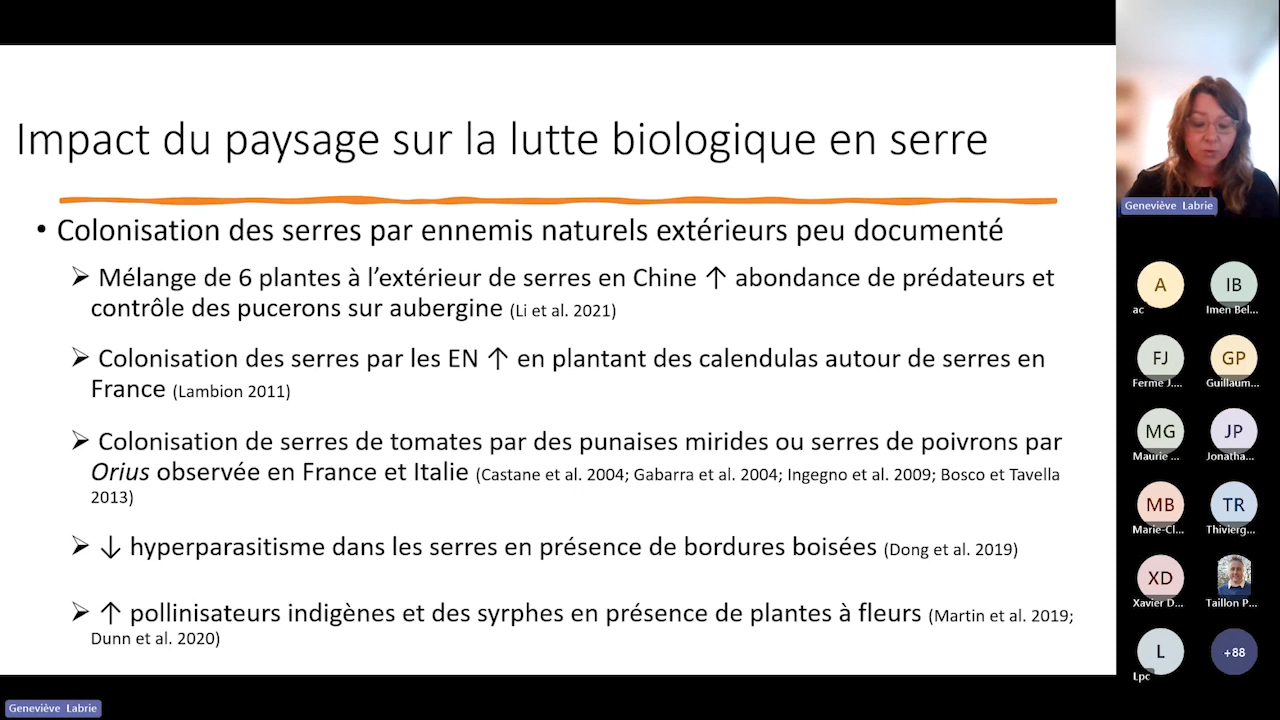 Impact du paysage sur la lutte biologique en serre
• Colonisation des serres par ennemis naturels extérieurs peu documenté
➢ Mélange de 6 plantes à l’extérieur de serres en Chine ↑ abondance de prédateurs et
contrôle des pucerons sur aubergine (Li et al. 2021)
➢ Colonisation des serres par les EN ↑ en plantant des calendulas autour de serres en
France (Lambion 2011)
➢ Colonisation de serres de tomates par des punaises mirides ou serres de poivrons par
Orius observée en France et Italie (Castane et al. 2004; Gabarra et al. 2004; Ingegno et al. 2009; Bosco et Tavella
2013)
➢ ↓ hyperparasitisme dans les serres en présence de bordures boisées (Dong et al. 2019)
➢ ↑ pollinisateurs indigènes et des syrphes en présence de plantes à fleurs (Martin et al. 2019;
Dunn et al. 2020)
Geneviève Labrie
A IB
ac Imen Bel...
FJ GP
Ferme J.... Guillaum...
MG JP
Maurie ... Jonatha...
MB TR
Marie-Cl... Thivierg...
XD
Xavier D... Taillon P...
L +88
Lpc
Geneviève Labrie